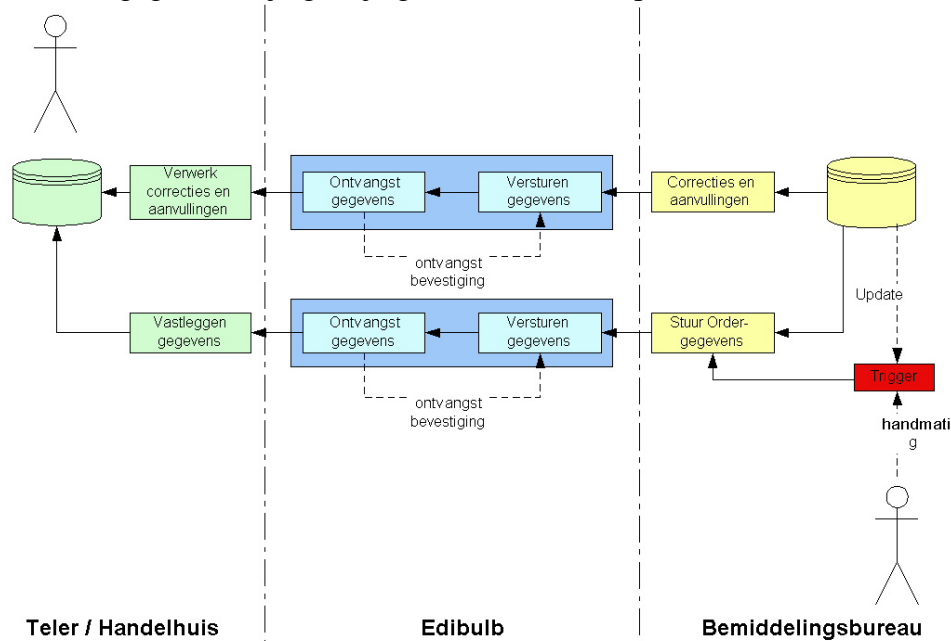 Verwerk
correcties en
aanvullingen
Ontvangst
gegevens
Versturen
gegevens
Correcties en
aanvullingen
ontvangst
bevestiging
Update
Vastleggen
gegevens
Ontvangst
gegevens
Versturen
gegevens
Stuur Order-
gegevens
Trigger
ontvangst
bevestiging
handmati
g
Teler / Handelhuis
Edibulb
Bemiddelingsbureau